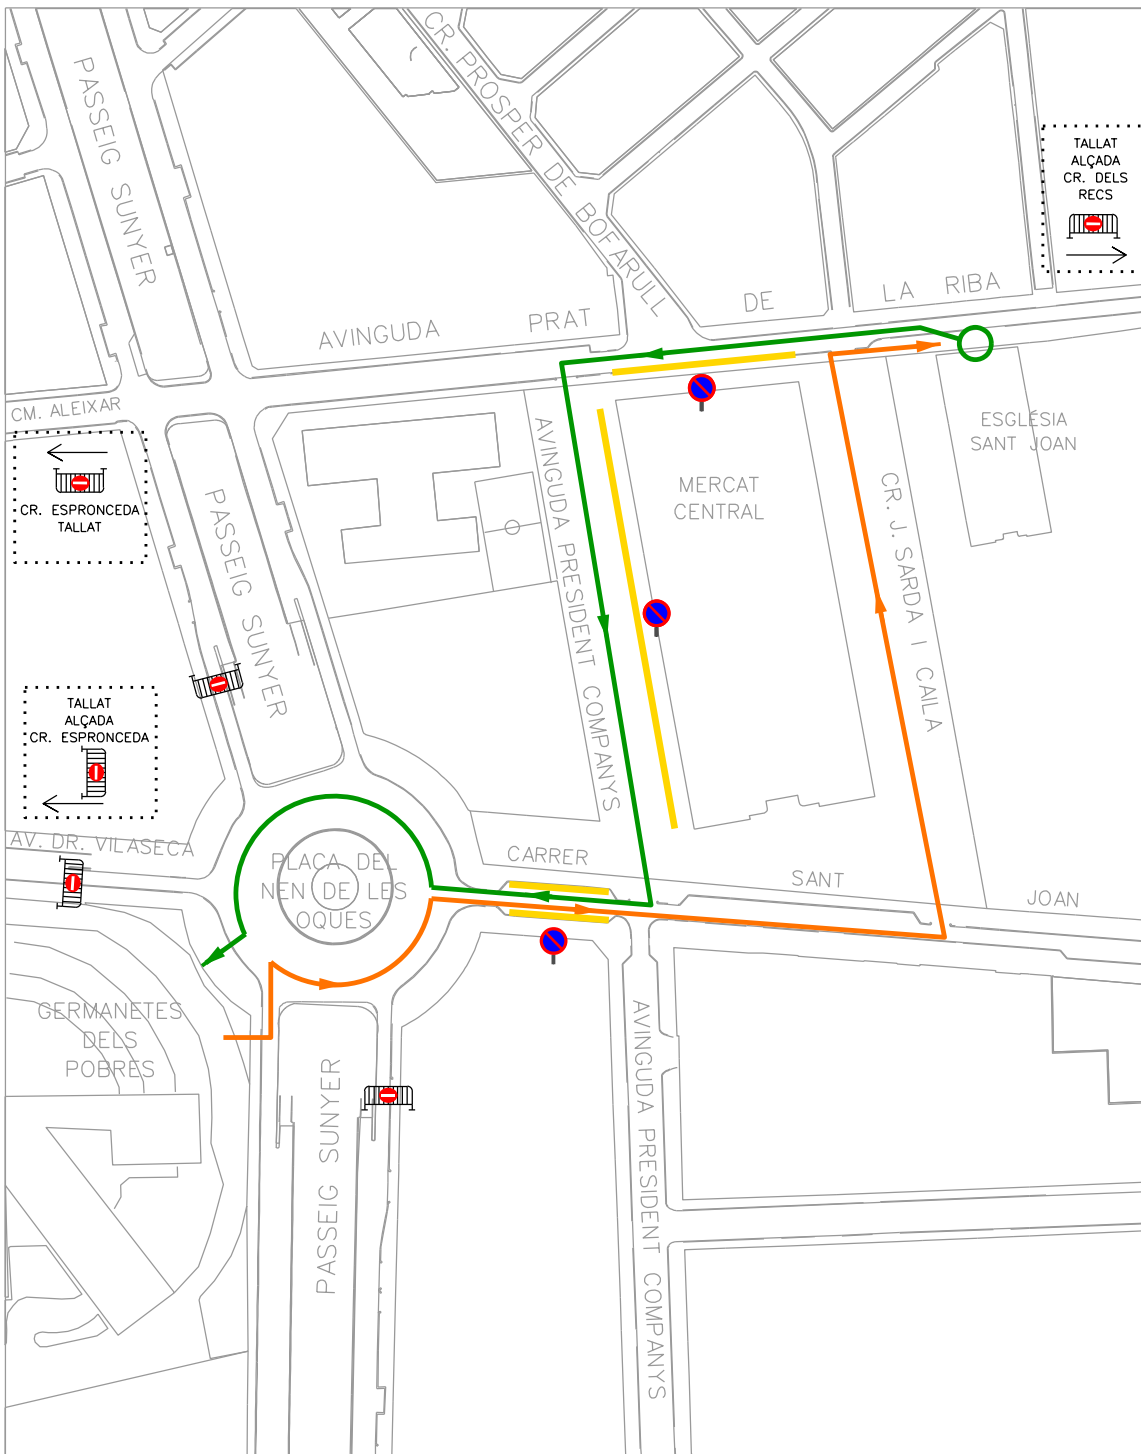 PASSEIG SUNYER
CR. PROSPER DE BOFARULL
TALLAT
ALÇADA
CR. DELS
RECS
AVINGUDA PRAT DE LA RIBA
CM. ALEIXAR
CR. ESPRONCEDA
TALLAT
PASSEIG SUNYER
AVINGUDA PRESIDENT COMPANYS
MERCAT
CENTRAL
ESGLÉSIA
SANT JOAN
CR. J. SARDA I CAILA
TALLAT
ALÇADA
CR. ESPRONCEDA
AV. DR. VILASECA
PLACA DEL
NEN DE LES
OQUES
CARRER SANT JOAN
GERMANETES
DELS
POBRES
PASSEIG SUNYER
AVINGUDA PRESIDENT COMPANYS